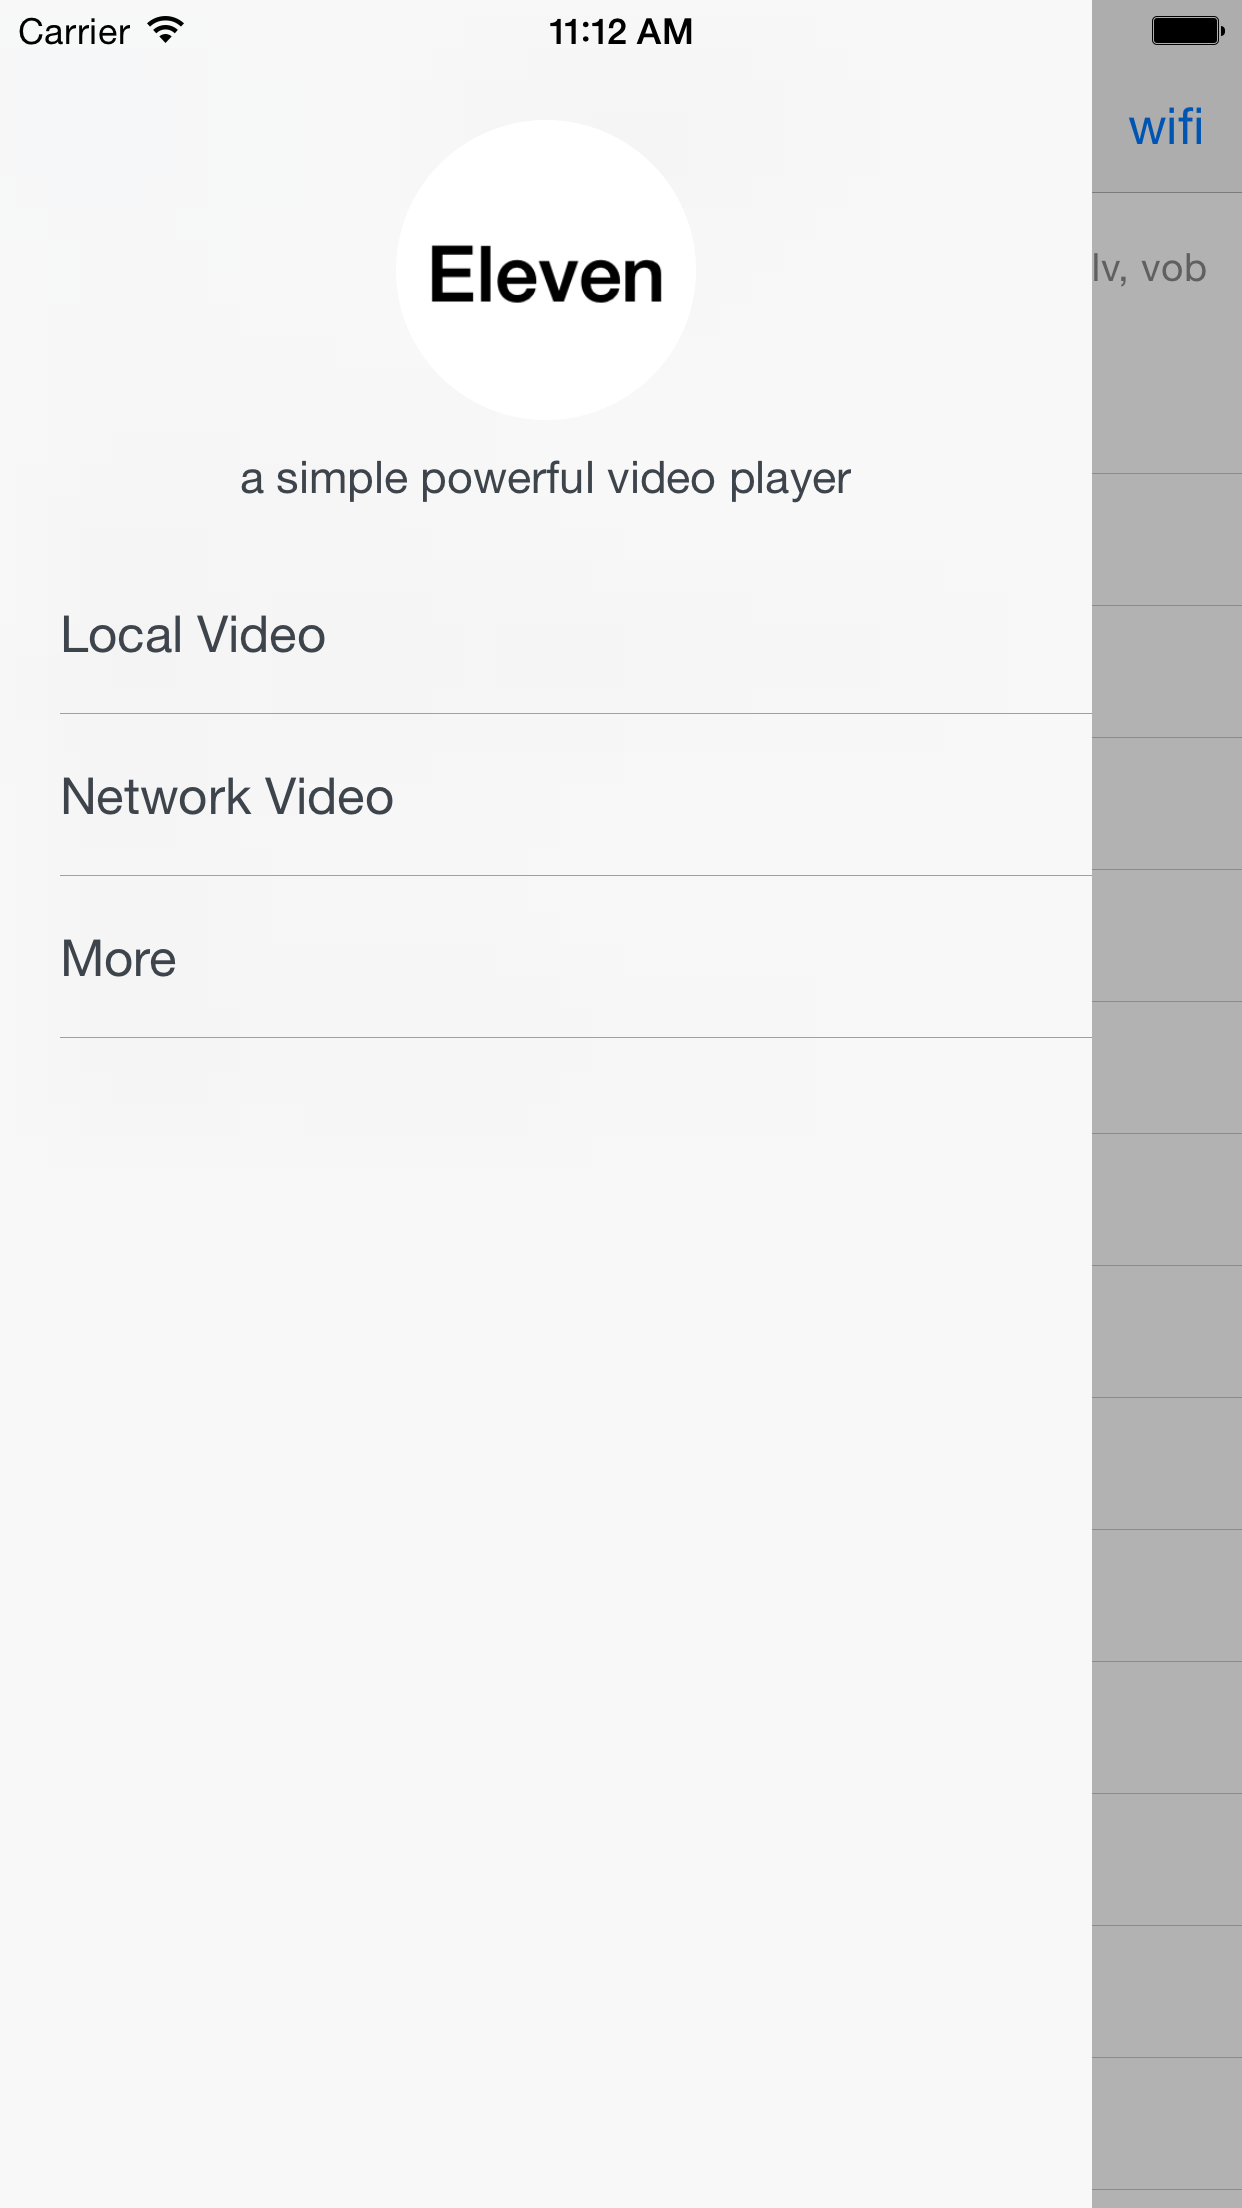 Carrier 11:12 AM
wifi
Eleven
lv, vob
a simple powerful video player
Local Video
Network Video
More